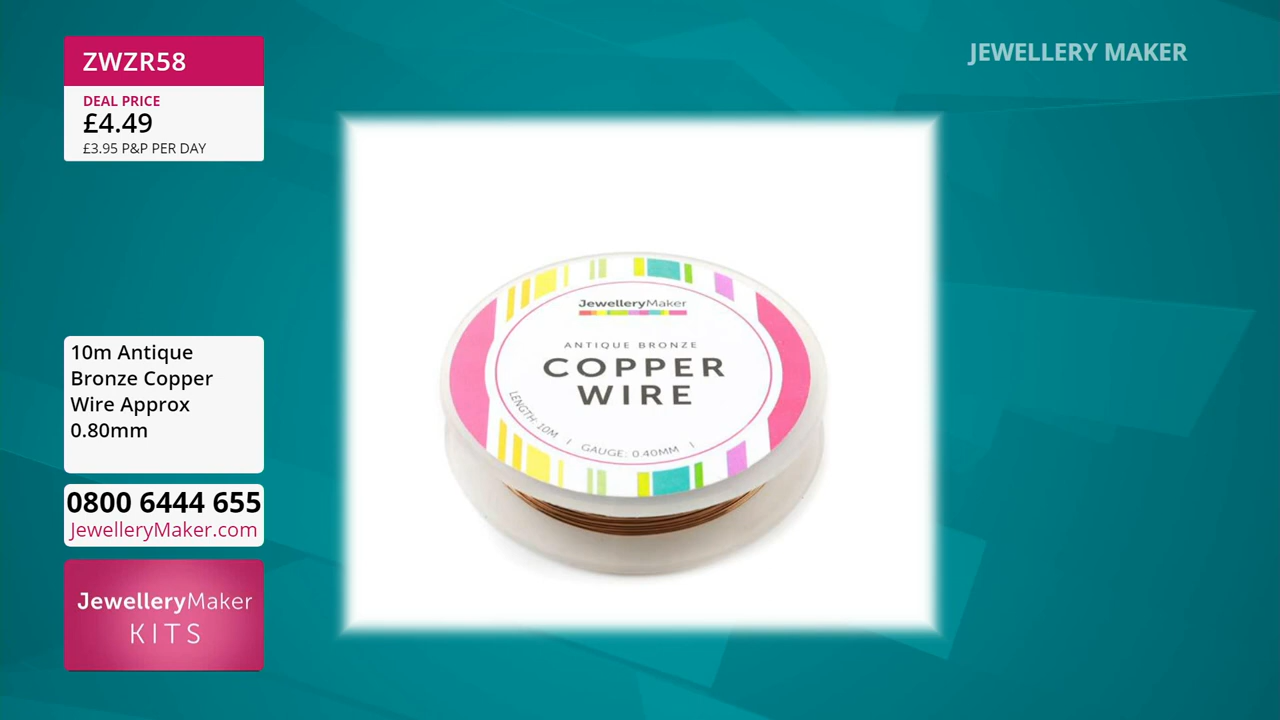 ZWZR58
DEAL PRICE
£4.49
£3.95 P&P PER DAY
JEWELLERY MAKER
JewelleryMaker
ANTIQUE BRONZE
COPPER
WIRE
LENGTH: 10M | GAUGE: 0.40MM |
10m Antique
Bronze Copper
Wire Approx
0.80mm
0800 6444 655
JewelleryMaker.com
JewelleryMaker
KITS